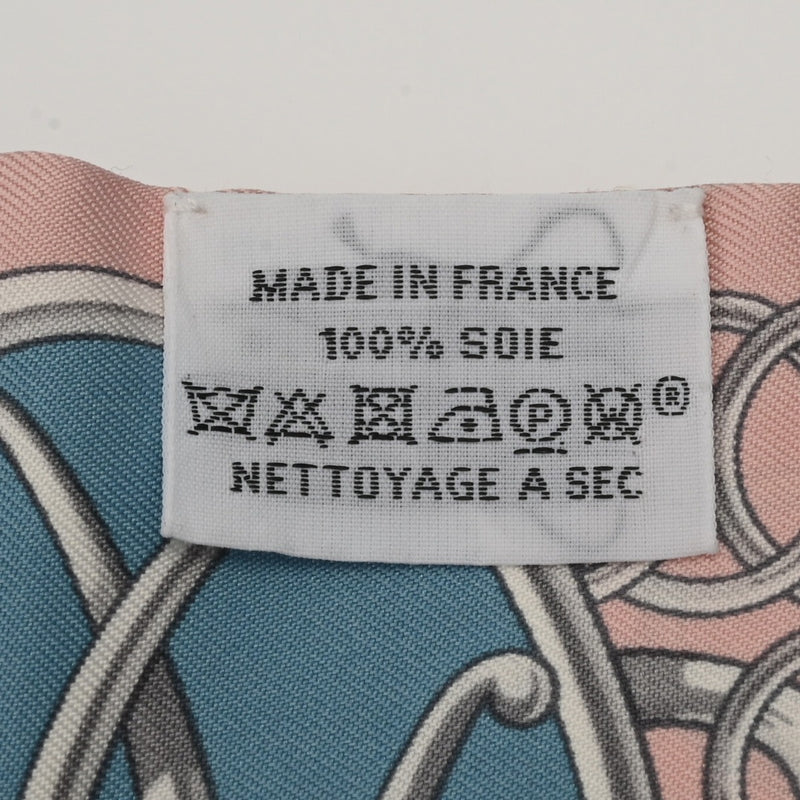 MADE IN FRANCE
100% SOIE
P W ®
NETTOYAGE A SEC